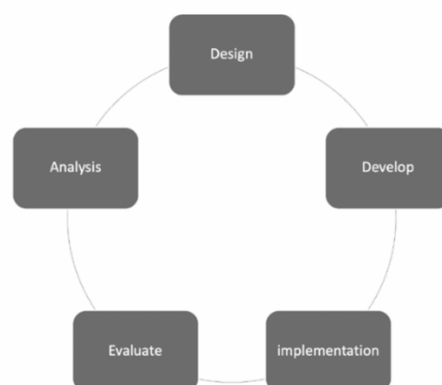 Design
Analysis
Develop
Evaluate
implementation